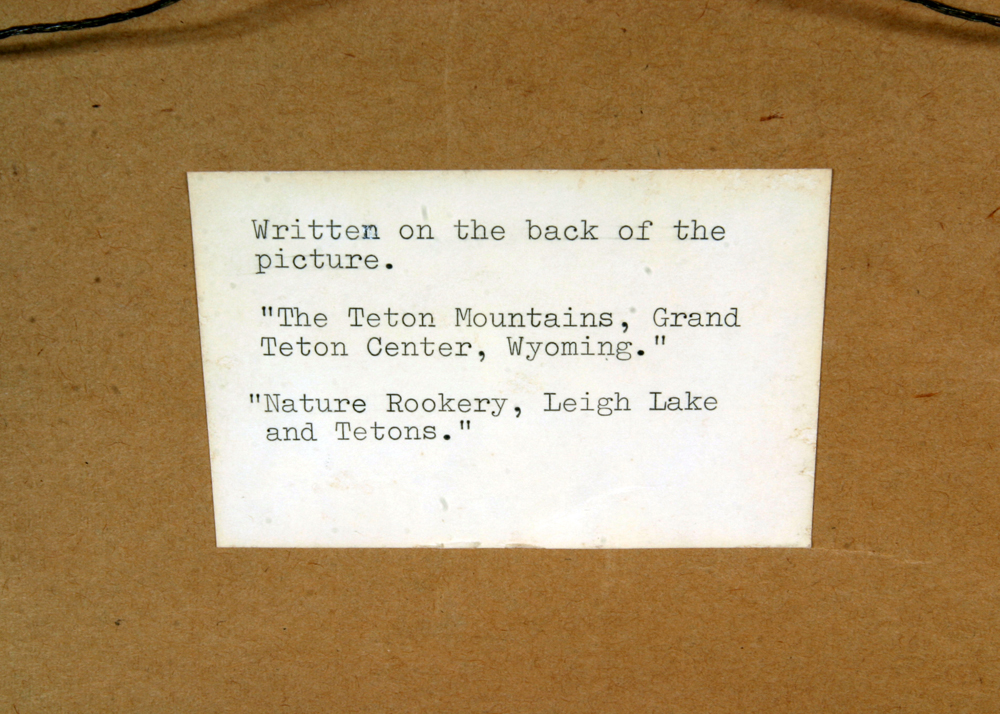 Written on the back of the
picture.
"The Teton Mountains, Grand
Teton Center, Wyoming."
"Nature Rookery, Leigh Lake
and Tetons."